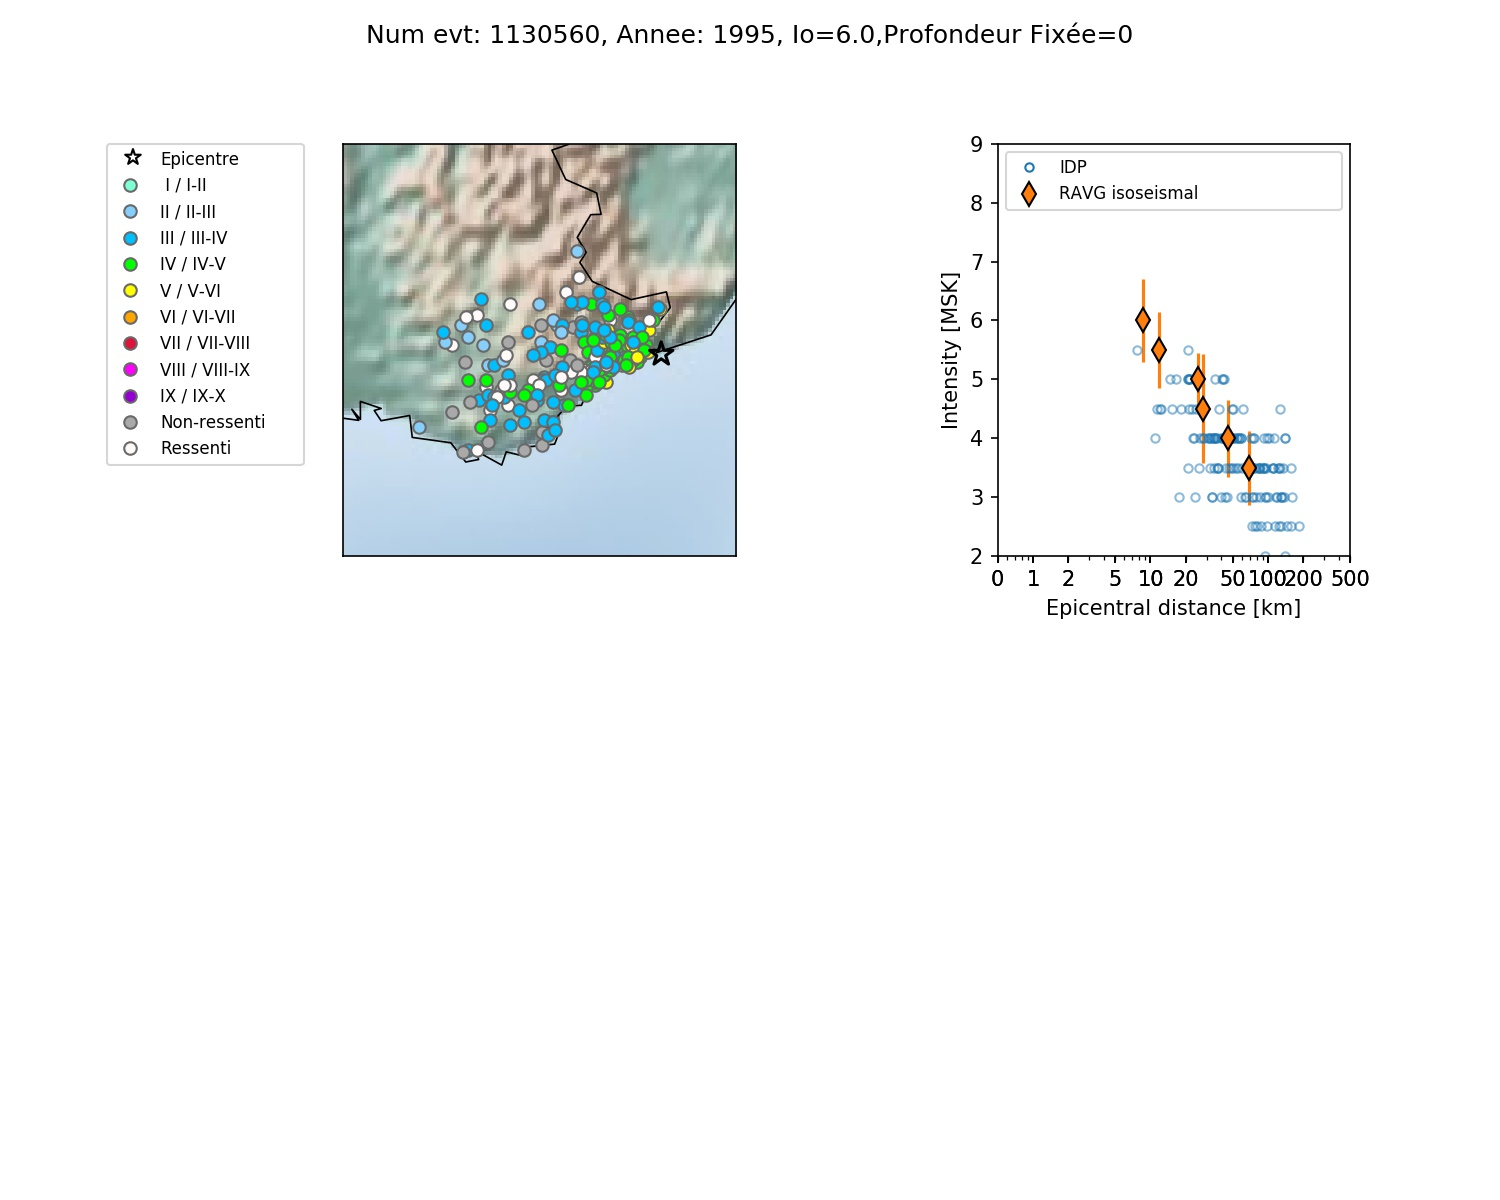 Num evt: 1130560, Annee: 1995, Io=6.0,Profondeur Fixée=0
Epicentre
I / I-II
II / II-III
III / III-IV
IV / IV-V
V / V-VI
VI / VI-VII
VII / VII-VIII
VIII / VIII-IX
IX / IX-X
Non-ressenti
Ressenti
IDP
RAVG isoseismal
Intensity [MSK]
9
8
7
6
5
4
3
2
0 1 2 5 10 20 50 100 200 500
Epicentral distance [km]